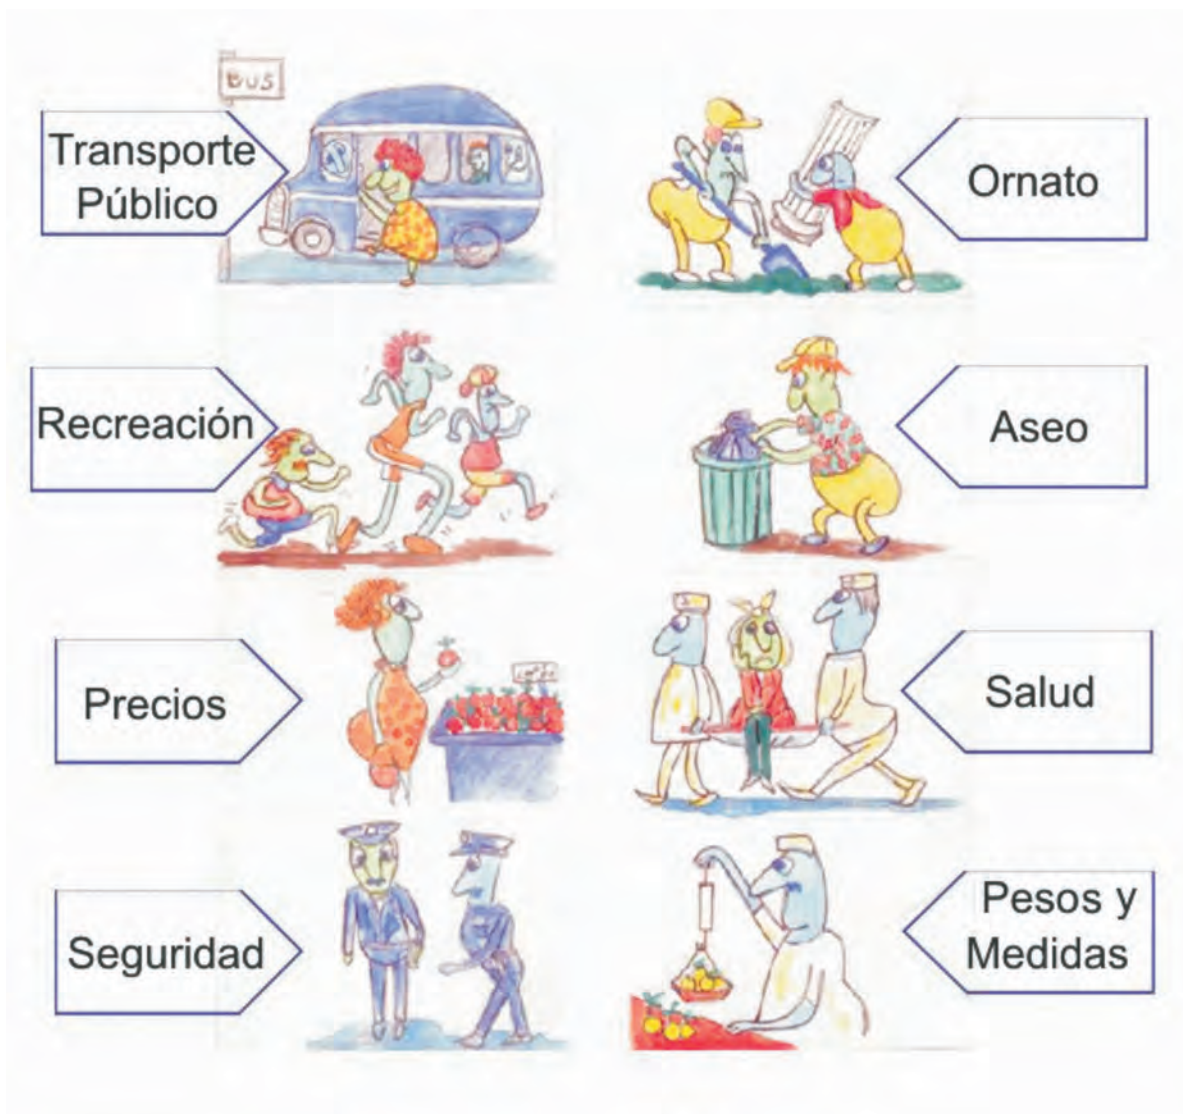 BUS
Transporte
Público
Ornato
Recreación
Aseo
Precios
Salud
Seguridad
Pesos y
Medidas